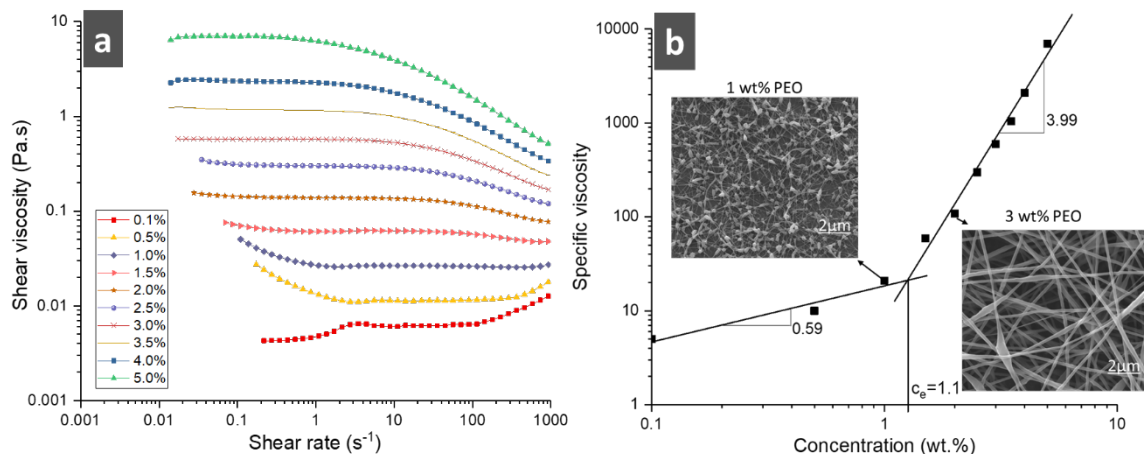 a
Shear viscosity (Pa.s)
10
1
0.1
0.01
0.001
0.1%
0.5%
1.0%
1.5%
2.0%
2.5%
3.0%
3.5%
4.0%
5.0%
0.001 0.01 0.1 1 10 100 1000
Shear rate (s⁻¹)
b
Specific viscosity
10000
1000
100
10
1
1 wt% PEO
2μm
3.99
3 wt% PEO
2μm
0.59
cₑ=1.1
0.1 1 10
Concentration (wt.%)